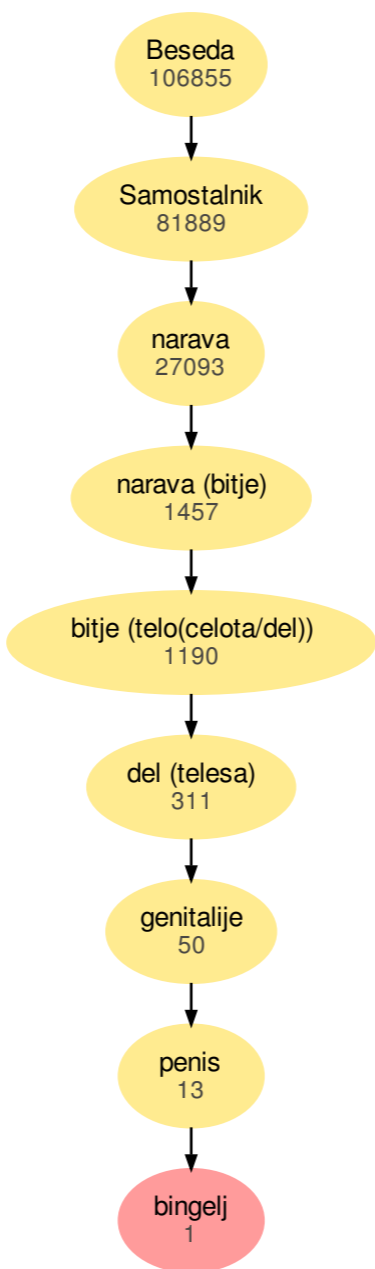 Beseda
106855
Samostalnik
81889
narava
27093
narava (bitje)
1457
bitje (telo(celota/del))
1190
del (telesa)
311
genitalije
50
penis
13
bingelj
1